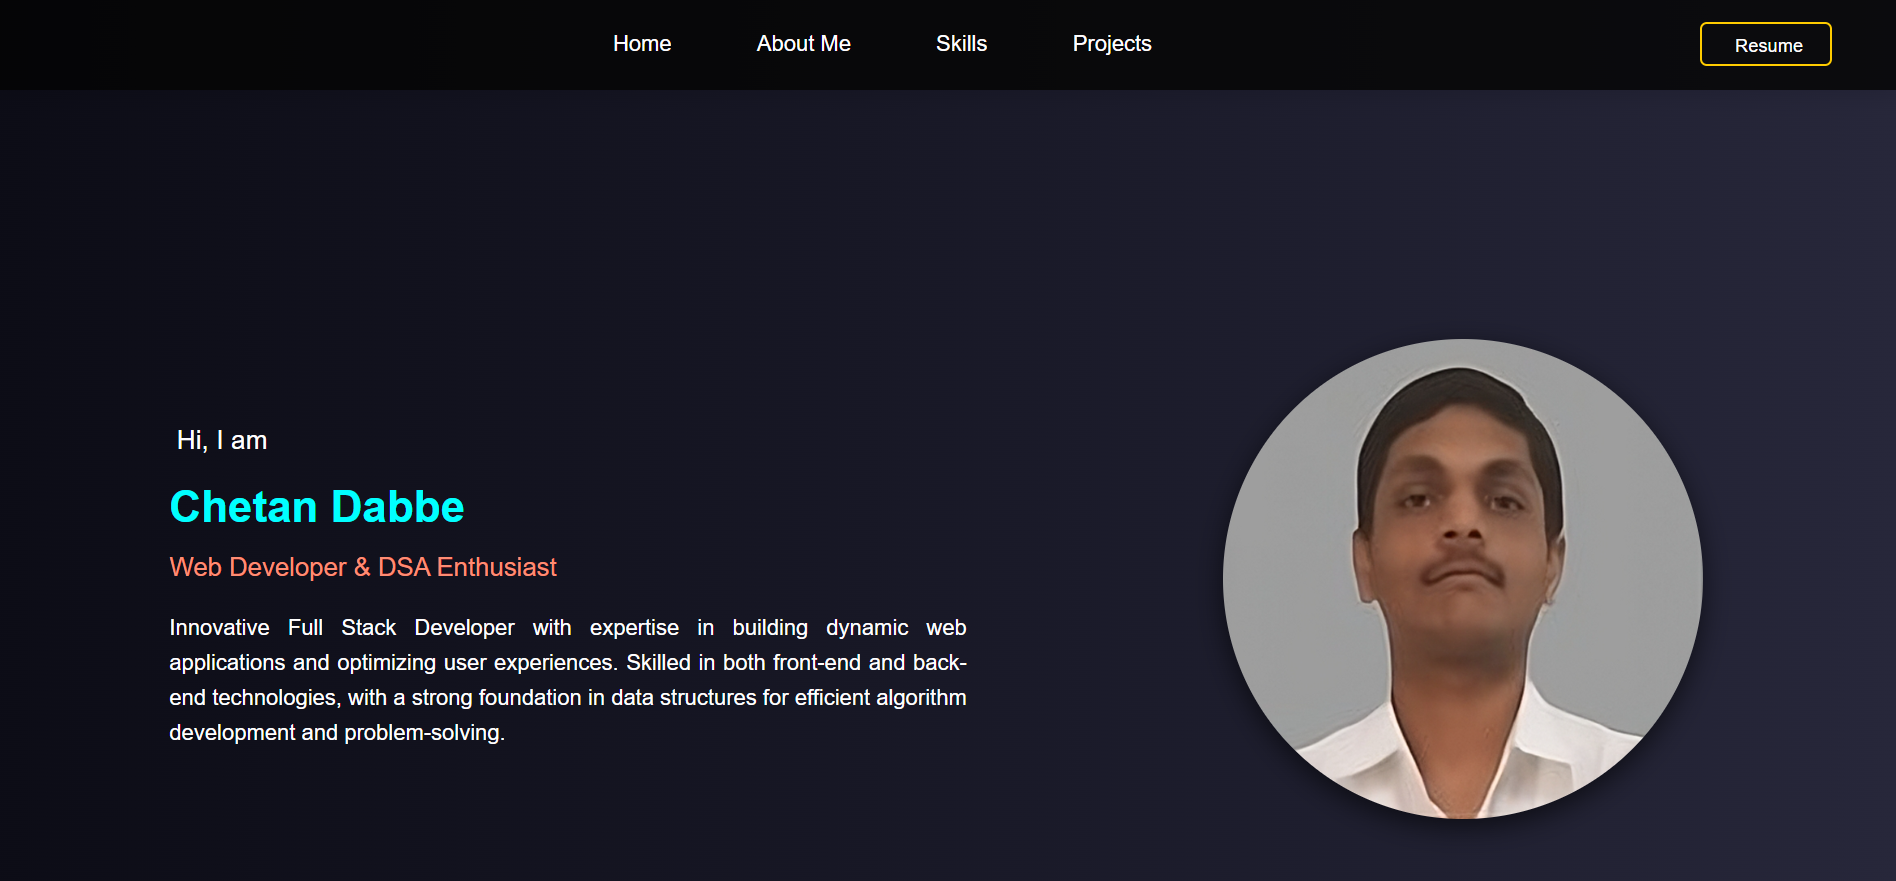 Home About Me Skills Projects Resume
Hi, I am
Chetan Dabbe
Web Developer & DSA Enthusiast
Innovative Full Stack Developer with expertise in building dynamic web
applications and optimizing user experiences. Skilled in both front-end and back-
end technologies, with a strong foundation in data structures for efficient algorithm
development and problem-solving.